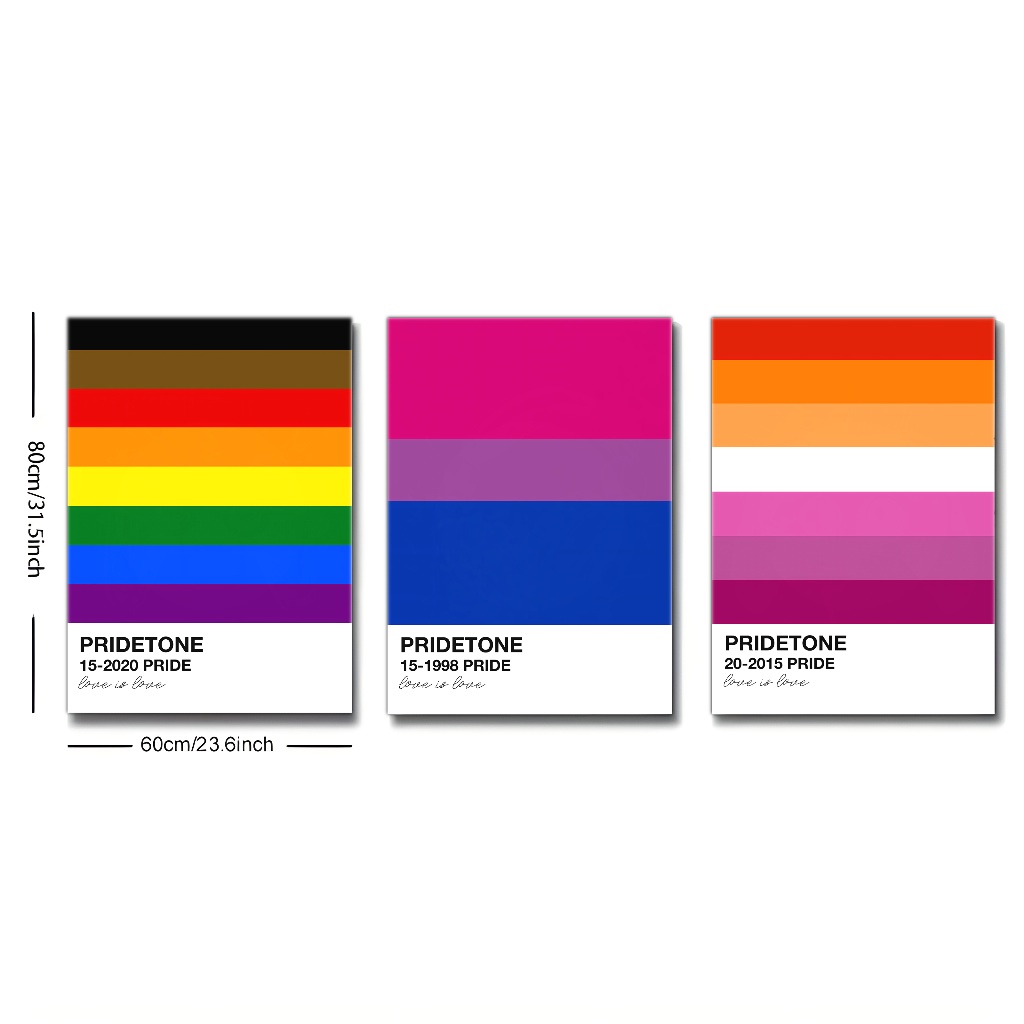 80cm/31.5inch
PRIDETONE
15-2020 PRIDE
love is love
60cm/23.6inch
PRIDETONE
15-1998 PRIDE
love is love
PRIDETONE
20-2015 PRIDE
love is love